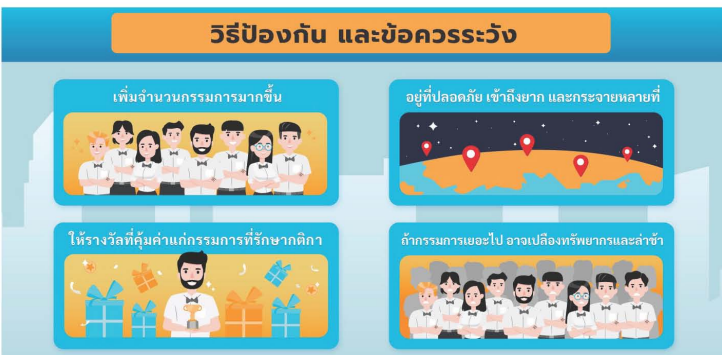 วิธีป้องกัน และข้อควรระวัง
เพิ่มจำนวนกรรมการมากขึ้น
อยู่ที่ปลอดภัย เข้าถึงยาก และกระจายหลายที่
ให้รางวัลที่คุ้มค่าแก่กรรมการที่รักษากติกา
ถ้ากรรมการเยอะไป อาจเปลืองทรัพยากรและล่าช้า